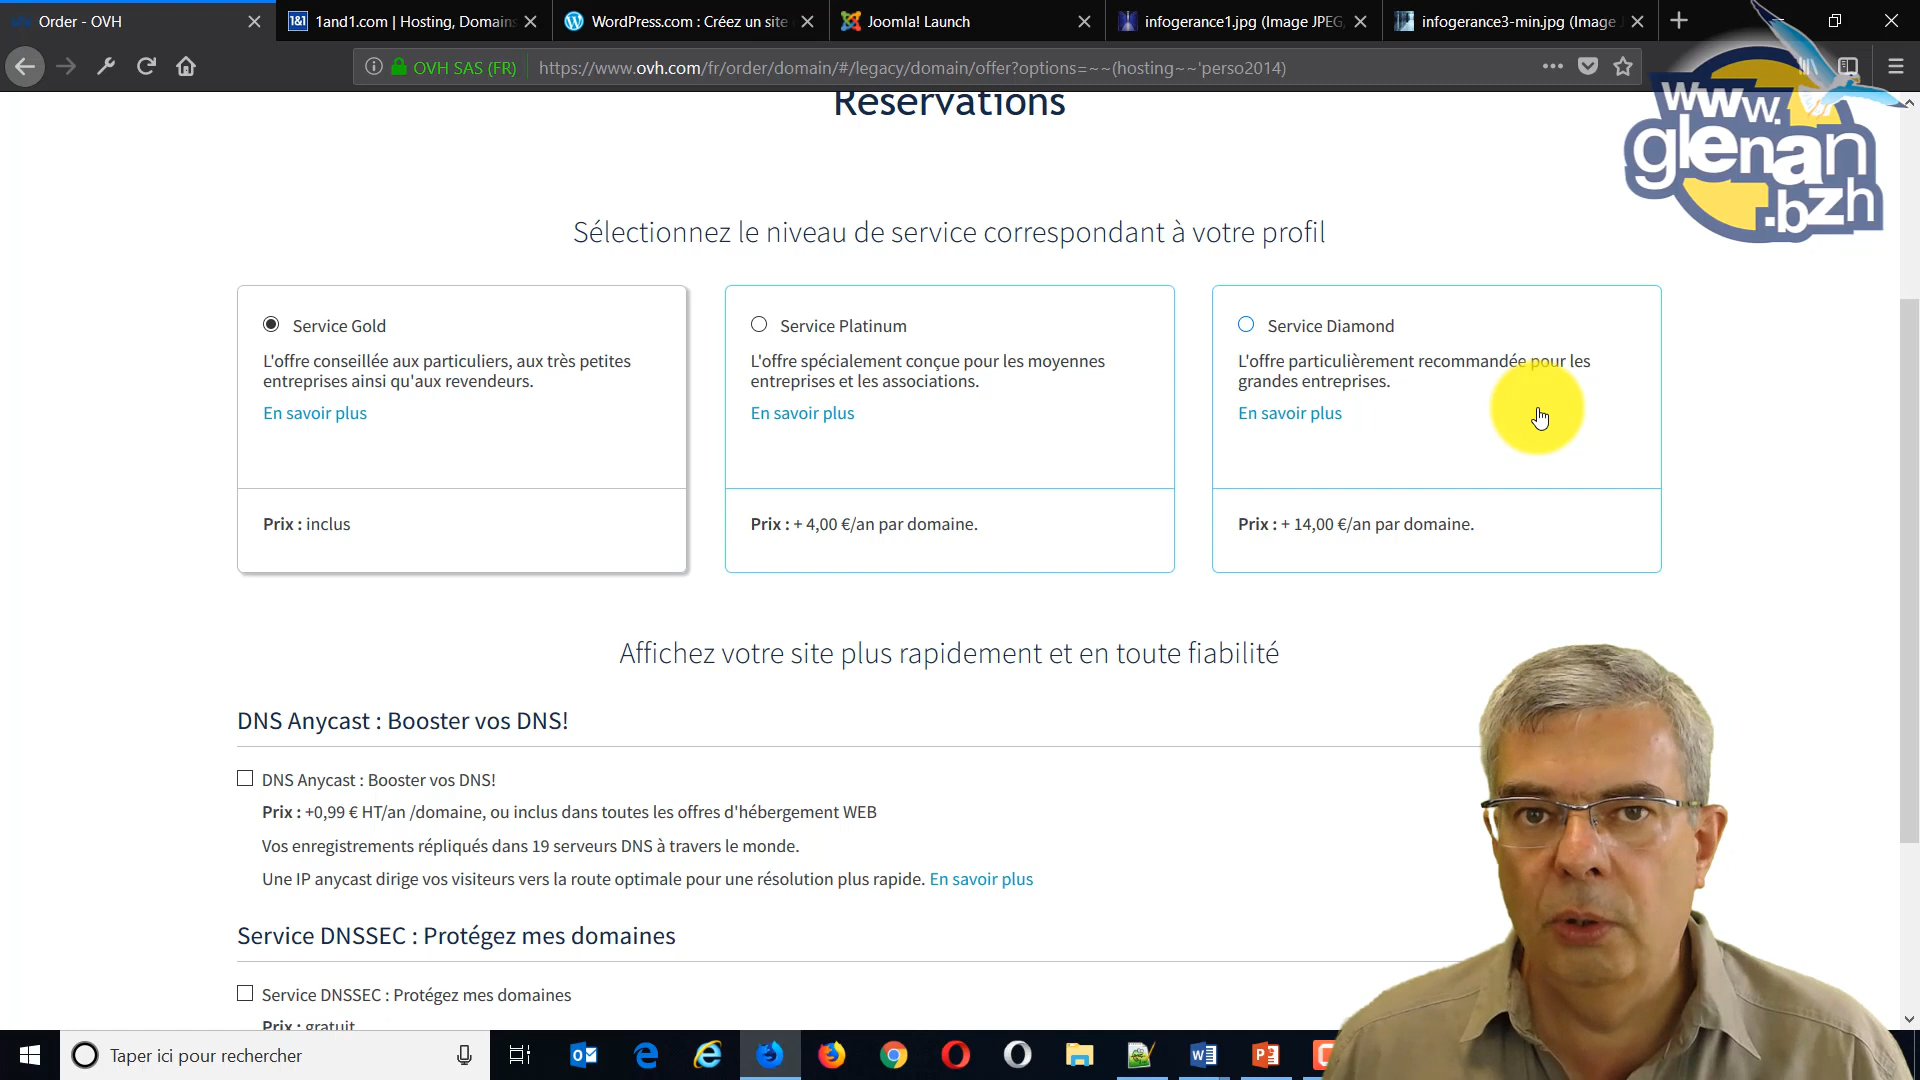 Order - OVH
1and1.com | Hosting, Domains
WordPress.com : Créez un site
Joomla! Launch
infogerance1.jpg (Image JPEG,
infogerance3-min.jpg (Image J
OVH SAS (FR)
https://www.ovh.com/fr/order/domain/#/legacy/domain/offer?options=~~(hosting~~'perso2014)
www.
glenan
.bzh
Réservations
Sélectionnez le niveau de service correspondant à votre profil
Service Gold
L'offre conseillée aux particuliers, aux très petites
entreprises ainsi qu'aux revendeurs.
En savoir plus
Prix : inclus
Service Platinum
L'offre spécialement conçue pour les moyennes
entreprises et les associations.
En savoir plus
Prix : + 4,00 €/an par domaine.
Service Diamond
L'offre particulièrement recommandée pour les
grandes entreprises.
En savoir plus
Prix : + 14,00 €/an par domaine.
Affichez votre site plus rapidement et en toute fiabilité
DNS Anycast : Booster vos DNS!
DNS Anycast : Booster vos DNS!
Prix : +0,99 € HT/an /domaine, ou inclus dans toutes les offres d'hébergement WEB
Vos enregistrements répliqués dans 19 serveurs DNS à travers le monde.
Une IP anycast dirige vos visiteurs vers la route optimale pour une résolution plus rapide. En savoir plus
Service DNSSEC : Protégez mes domaines
Service DNSSEC : Protégez mes domaines
Prix : gratuit
Taper ici pour rechercher